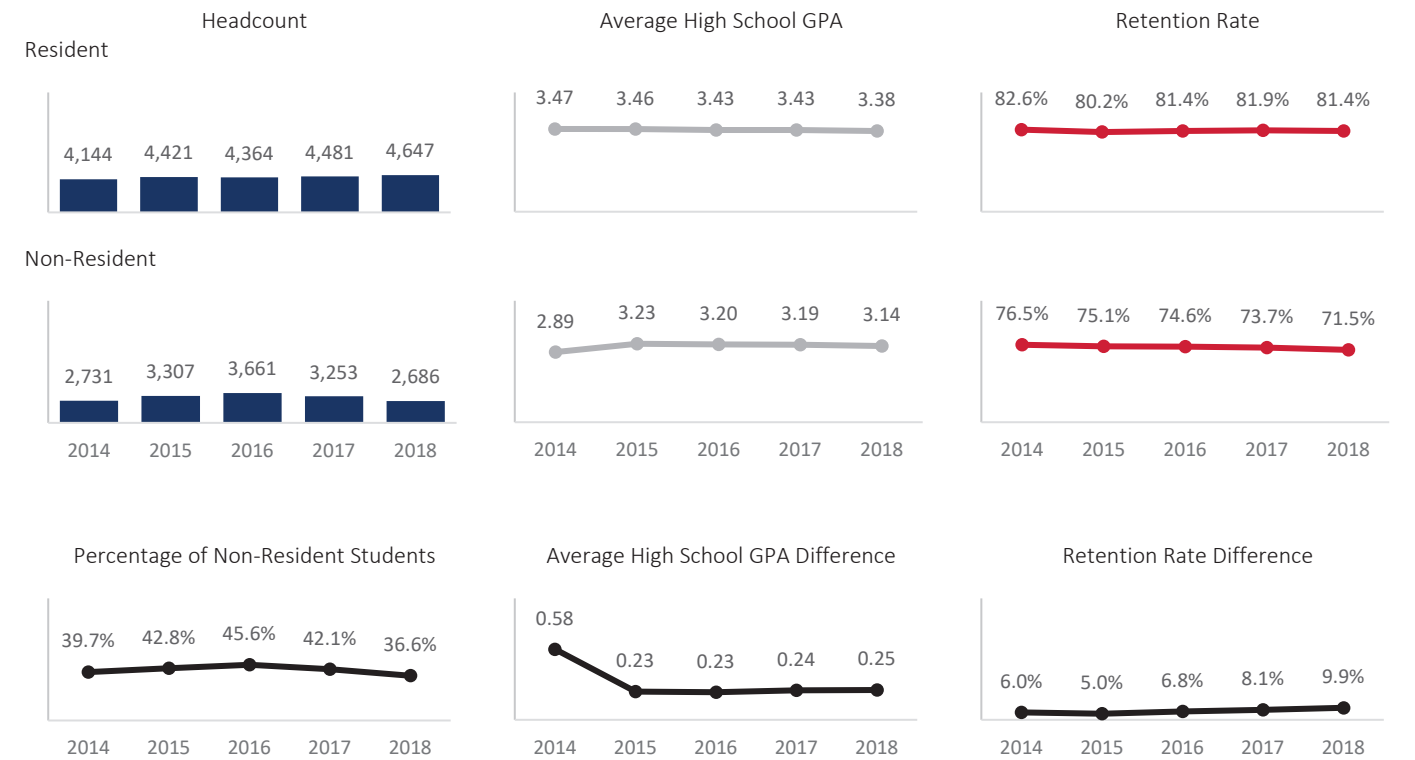 Headcount Average High School GPA Retention Rate
Resident
3.47 3.46 3.43 3.43 3.38
82.6% 80.2% 81.4% 81.9% 81.4%
4,144 4,421 4,364 4,481 4,647
Non-Resident
2.89 3.23 3.20 3.19 3.14
76.5% 75.1% 74.6% 73.7% 71.5%
2,731 3,307 3,661 3,253 2,686
2014 2015 2016 2017 2018
2014 2015 2016 2017 2018
2014 2015 2016 2017 2018
Percentage of Non-Resident Students Average High School GPA Difference Retention Rate Difference
39.7% 42.8% 45.6% 42.1% 36.6%
0.58 0.23 0.23 0.24 0.25
6.0% 5.0% 6.8% 8.1% 9.9%
2014 2015 2016 2017 2018
2014 2015 2016 2017 2018
2014 2015 2016 2017 2018